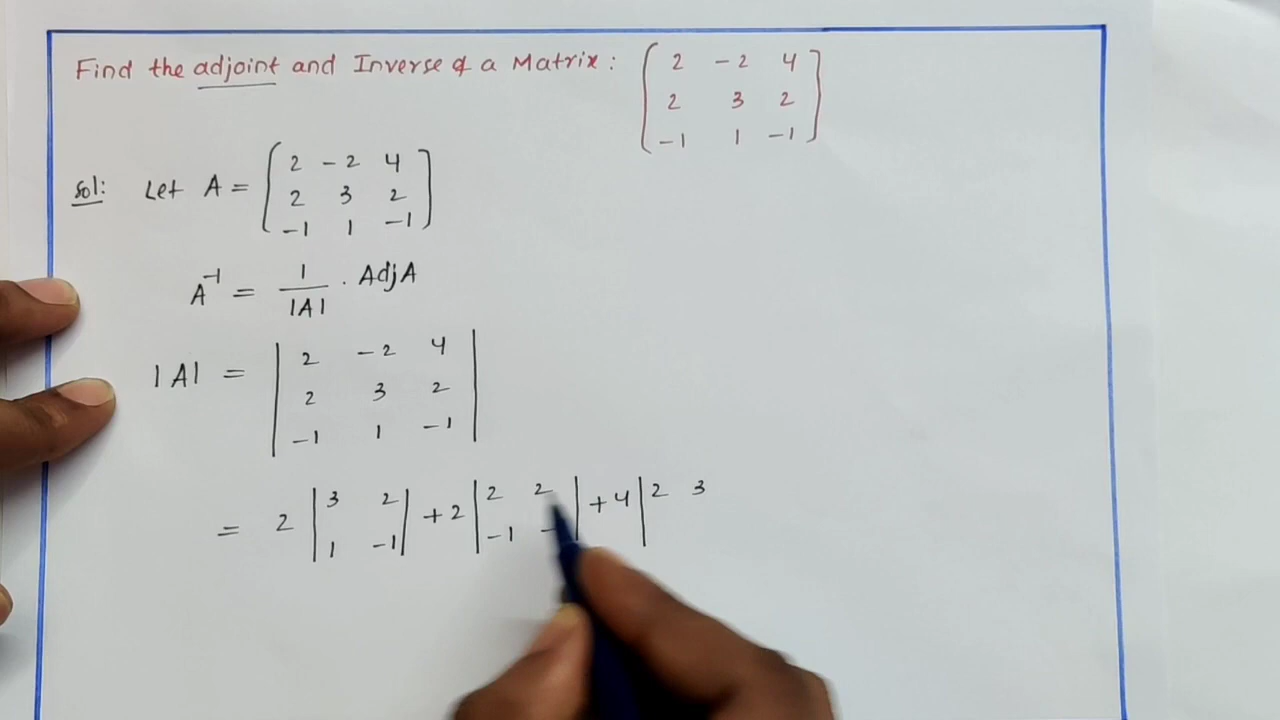 Find the adjoint and Inverse of a Matrix: [ 2 -2 4
2 3 2
-1 1 -1 ]
Sol: Let A = [ 2 -2 4
2 3 2
-1 1 -1 ]
A⁻¹ = 1/|A| . AdjA
|A| = | 2 -2 4
2 3 2
-1 1 -1 |
= 2 | 3 2 | + 2 | 2 2 | + 4 | 2 3
1 -1 -1 -